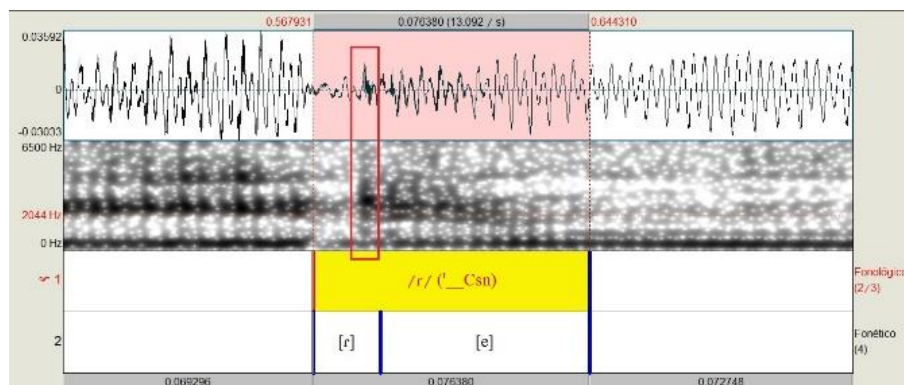 0.567931 0.076380 (13.092 / s) 0.644310
0.03592
0
-0.03033
6500 Hz
2044 Hz
0 Hz
1 /r/ ('__Csn) Fonológico
(2/3)
2 [ɾ] [e] Fonético
(4)
0.069296 0.076380 0.072748